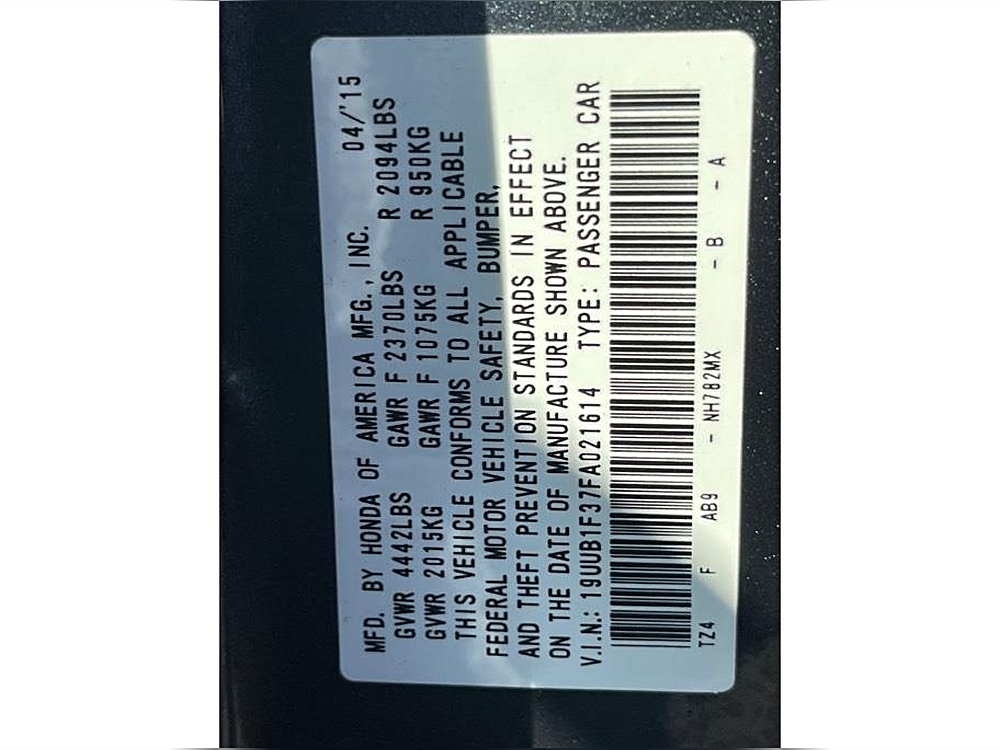 MFD. BY HONDA OF AMERICA MFG., INC. 04/'15
GVWR 4442LBS GAWR F 2370LBS R 2094LBS
GVWR 2015KG GAWR F 1075KG R 950KG
THIS VEHICLE CONFORMS TO ALL APPLICABLE
FEDERAL MOTOR VEHICLE SAFETY, BUMPER,
AND THEFT PREVENTION STANDARDS IN EFFECT
ON THE DATE OF MANUFACTURE SHOWN ABOVE.
V.I.N.: 19UUB1F37FA021614 TYPE: PASSENGER CAR
TZ4 F AB9 - NH782MX - B - A